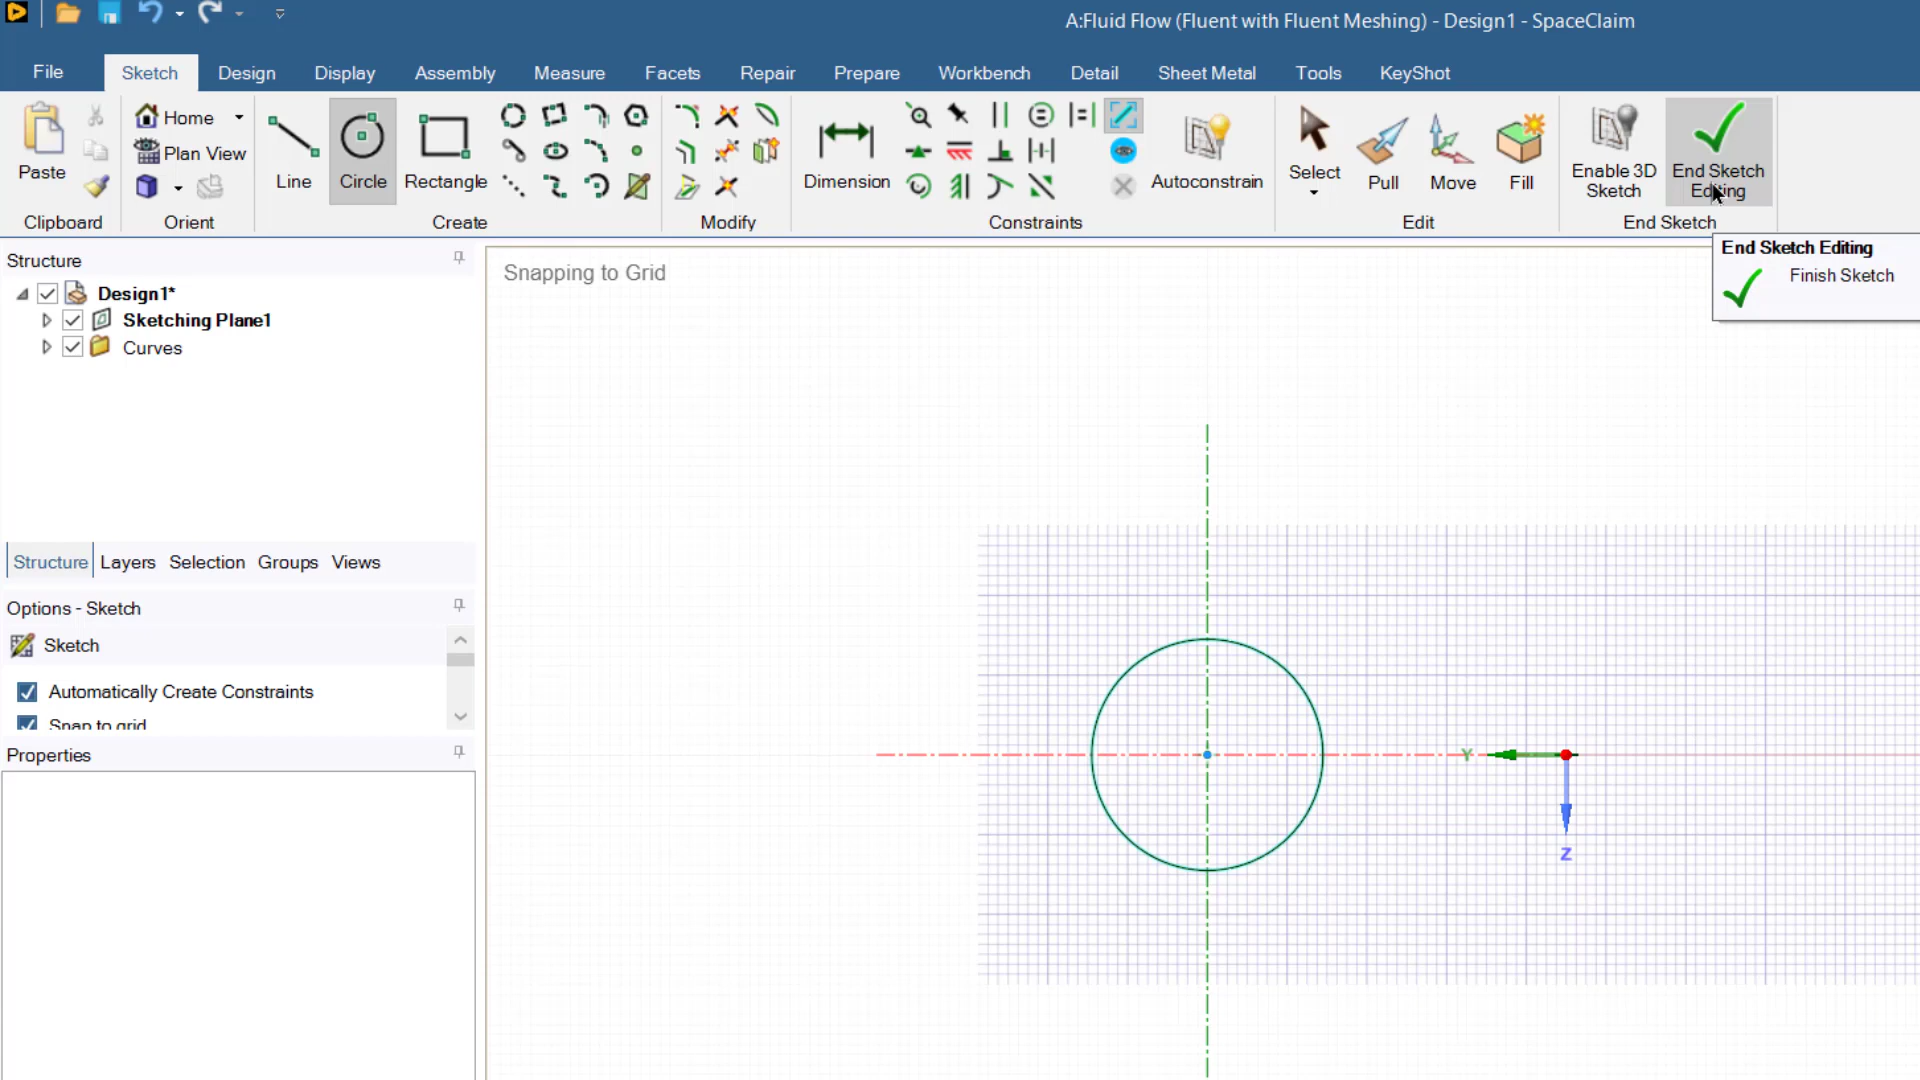 A:Fluid Flow (Fluent with Fluent Meshing) - Design1 - SpaceClaim
File Sketch Design Display Assembly Measure Facets Repair Prepare Workbench Detail Sheet Metal Tools KeyShot
Paste
Home
Plan View
Line
Circle
Rectangle
Dimension
Autoconstrain
Select
Pull
Move
Fill
Enable 3D
Sketch
End Sketch
Editing
Clipboard Orient Create Modify Constraints Edit End Sketch
End Sketch Editing
Finish Sketch
Structure
Design1*
Sketching Plane1
Curves
Structure Layers Selection Groups Views
Options - Sketch
Sketch
Automatically Create Constraints
Snap to grid
Properties
Snapping to Grid
Y
Z